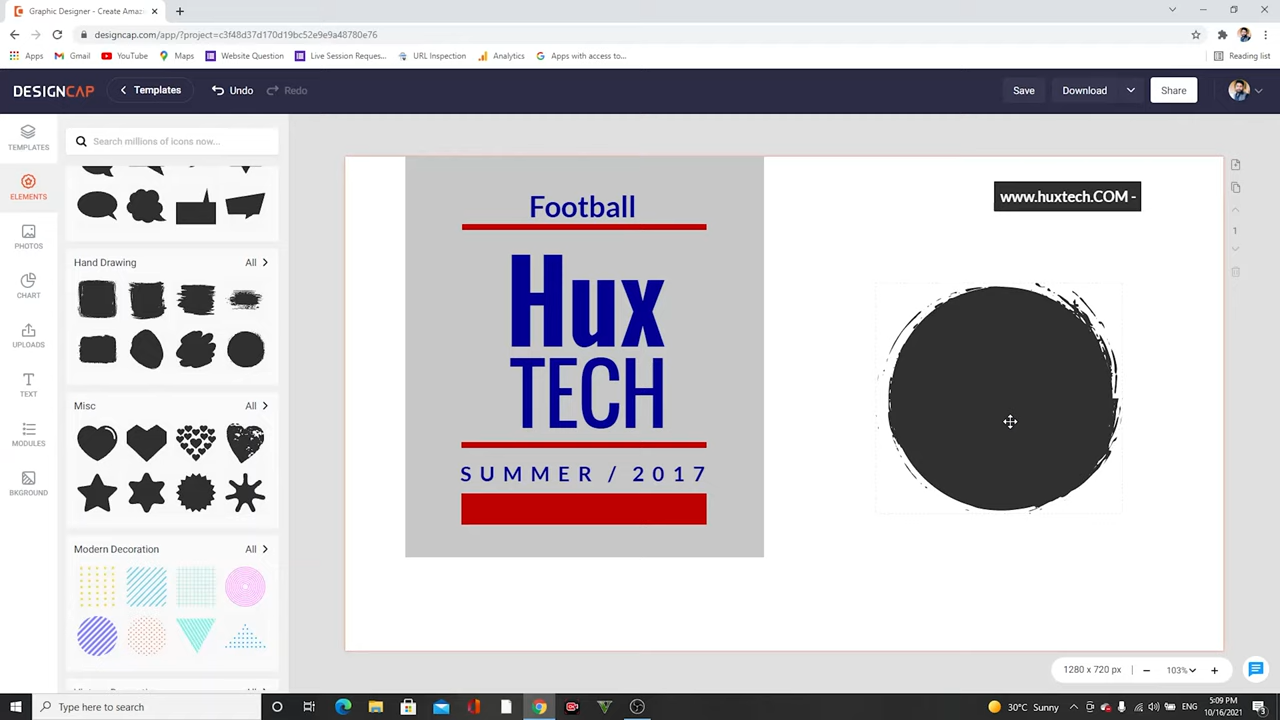 Graphic Designer - Create Amaz
designcap.com/app/?project=c3f48d37d170d19bc52e9e9a48780e76
Apps
Gmail
YouTube
Maps
Website Question
Live Session Reques...
URL Inspection
Analytics
Apps with access to...
Reading list
DESIGNCAP
Templates
Undo
Redo
Save
Download
Share
TEMPLATES
ELEMENTS
PHOTOS
CHART
UPLOADS
TEXT
MODULES
BKGROUND
Search millions of icons now...
Hand Drawing
All
Misc
All
Modern Decoration
All
Football
Hux
TECH
SUMMER / 2017
www.huxtech.COM -
1
1280 x 720 px
103%
Type here to search
30°C Sunny
5:09 PM
10/16/2021